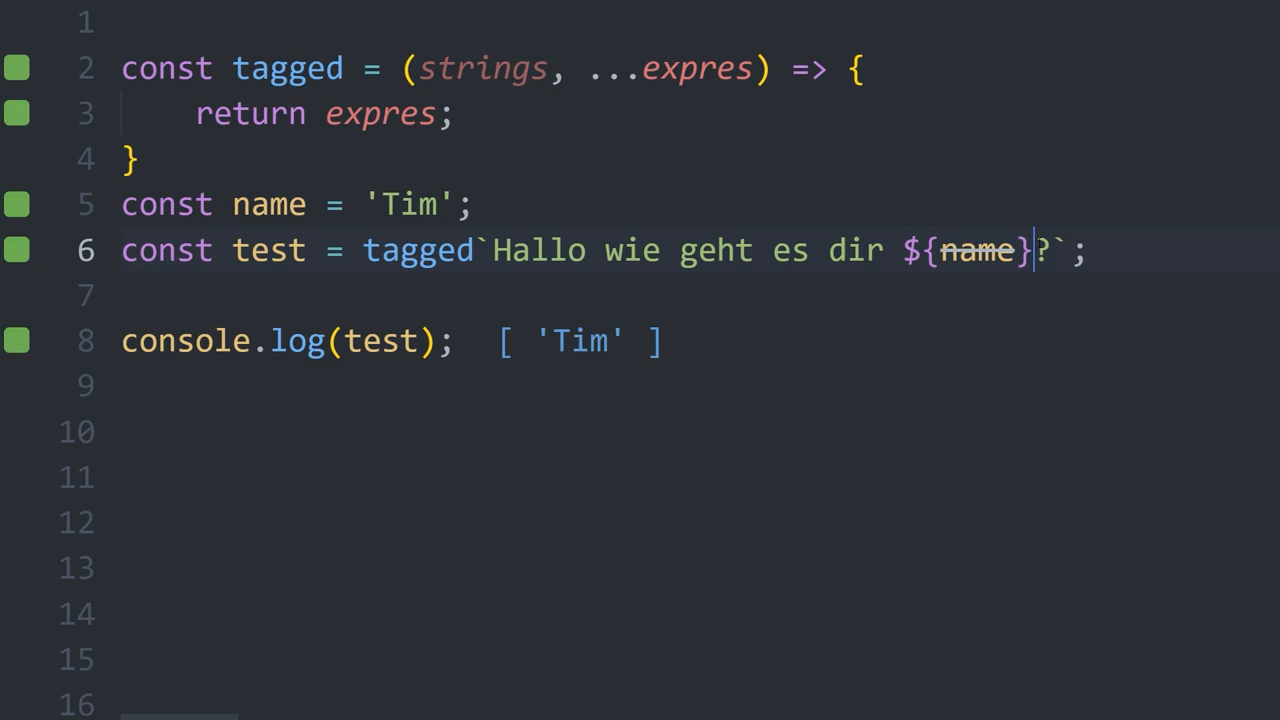 1
2 const tagged = (strings, ...expres) => {
3 return expres;
4 }
5 const name = 'Tim';
6 const test = tagged`Hallo wie geht es dir ${name}?`;
7
8 console.log(test); [ 'Tim' ]
9
10
11
12
13
14
15
16